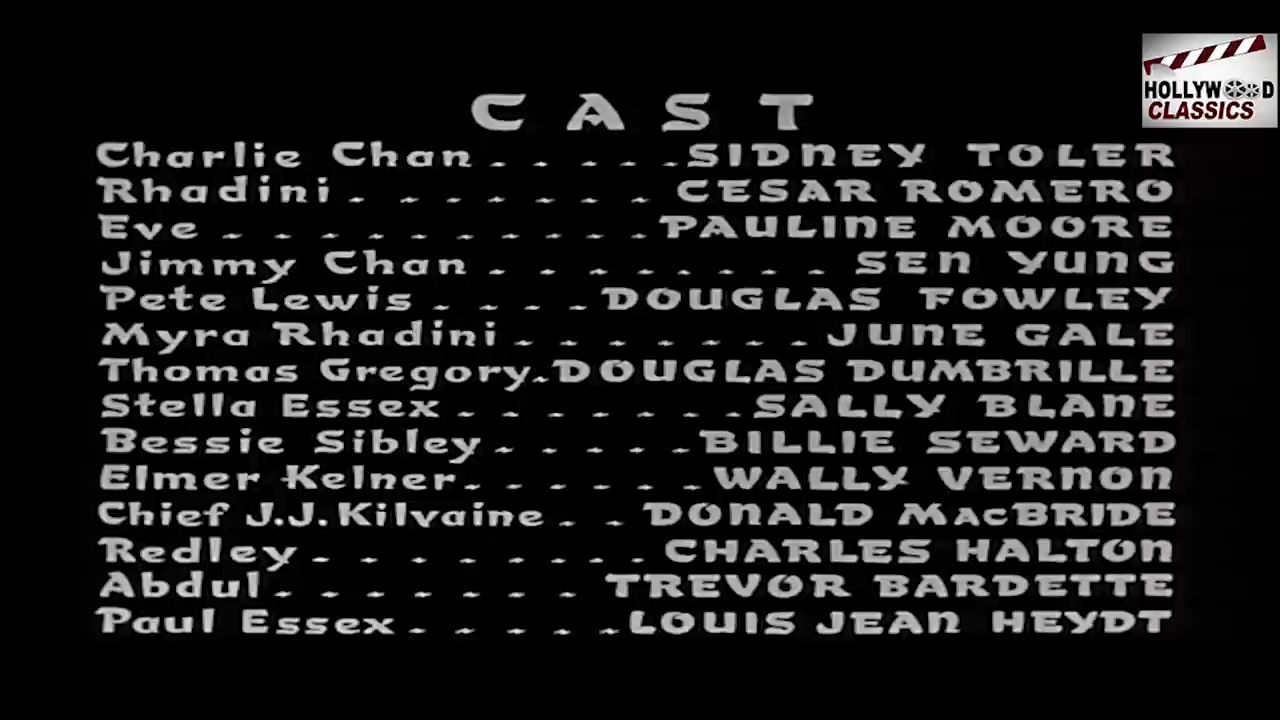 HOLLYWOOD
CLASSICS
CAST
Charlie Chan . . . . . SIDNEY TOLER
Rhadini . . . . . . . CESAR ROMERO
Eve . . . . . . . . . . PAULINE MOORE
Jimmy Chan . . . . . . . . SEN YUNG
Pete Lewis . . . . DOUGLAS FOWLEY
Myra Rhadini . . . . . . . JUNE GALE
Thomas Gregory . DOUGLAS DUMBRILLE
Stella Essex . . . . . . . SALLY BLANE
Bessie Sibley . . . . . BILLIE SEWARD
Elmer Kelner . . . . . . WALLY VERNON
Chief J.J. Kilvaine . . DONALD MacBRIDE
Redley . . . . . . . . CHARLES HALTON
Abdul . . . . . . . TREVOR BARDETTE
Paul Essex . . . . . LOUIS JEAN HEYDT